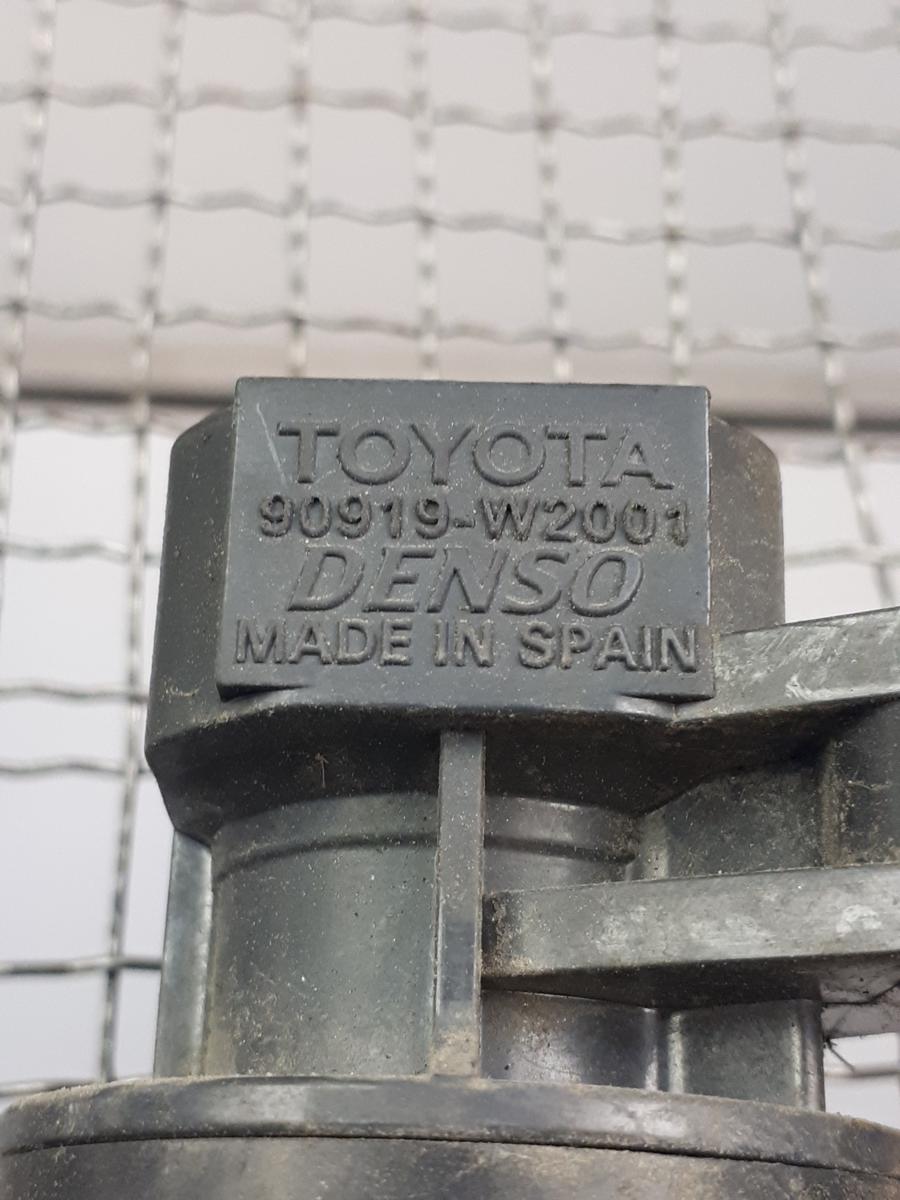 TOYOTA
90919-W2001
DENSO
MADE IN SPAIN